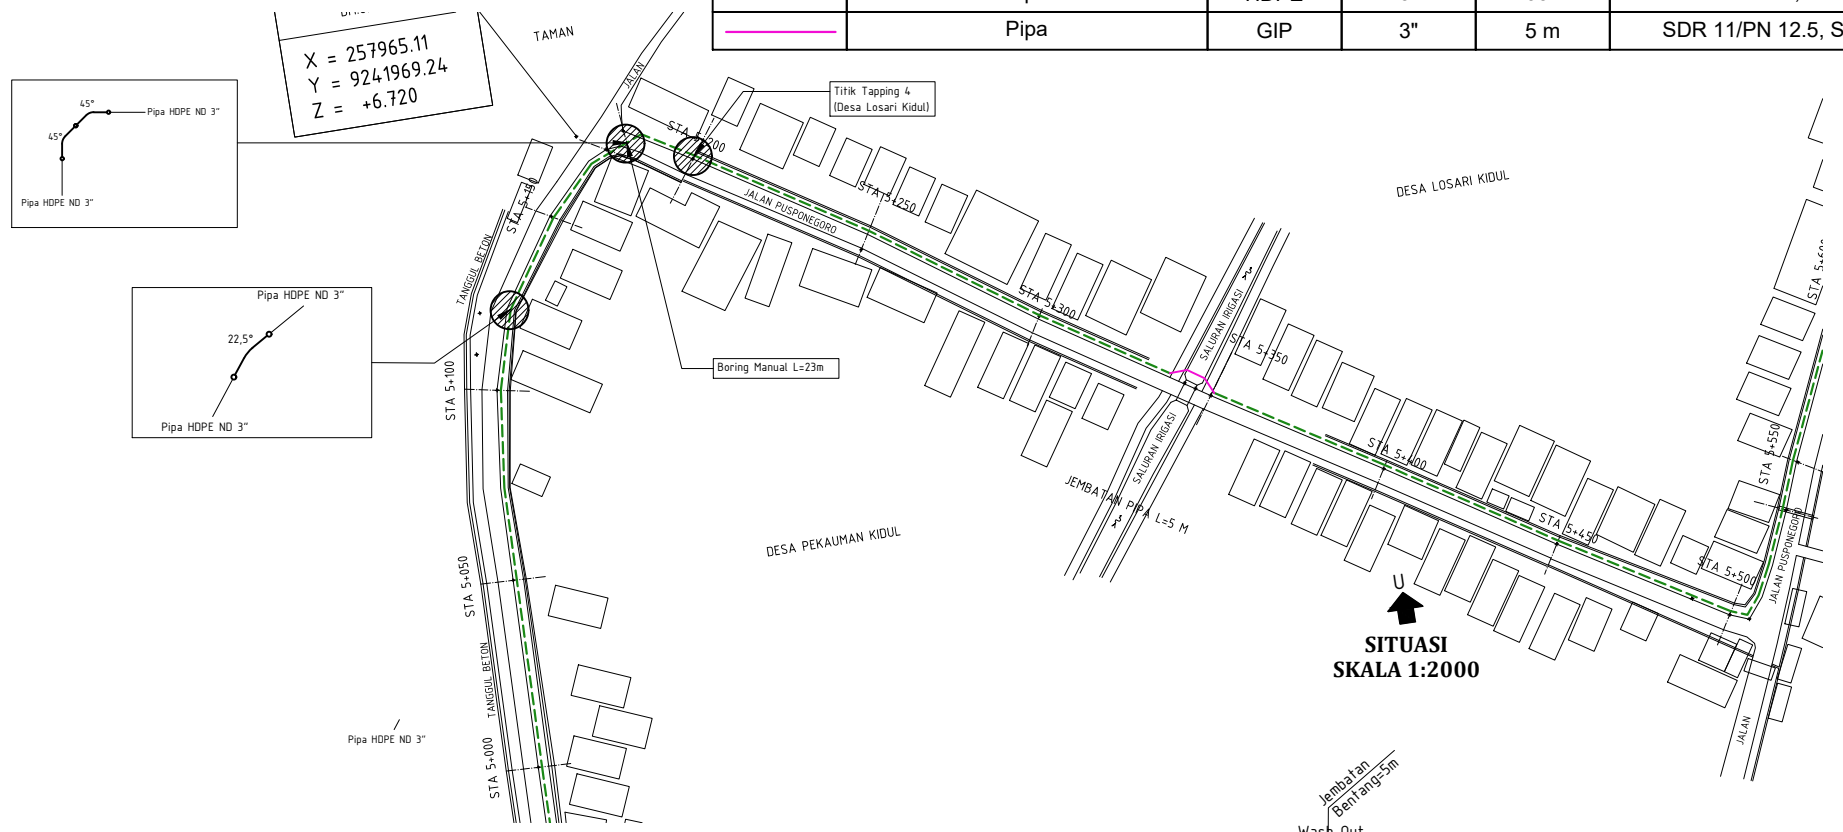 Pipa
GIP
3"
5 m
SDR 11/PN 12.5, S
X = 257965.11
Y = 9241969.24
Z = +6.720
TAMAN
JALAN
45°
Pipa HDPE ND 3"
45°
Pipa HDPE ND 3"
Titik Tapping 4
(Desa Losari Kidul)
STA 5+200
STA 5+150
STA 5+250
JALAN PUSPONEGORO
DESA LOSARI KIDUL
TANGGUL BETON
Pipa HDPE ND 3"
22,5°
Pipa HDPE ND 3"
STA 5+300
SALURAN IRIGASI
STA 5+350
STA 5+600
Boring Manual L=23m
STA 5+100
SALURAN IRIGASI
STA 5+400
STA 5+550
JEMBATAN PIPA L=5 M
STA 5+450
DESA PEKAUMAN KIDUL
STA 5+500
JALAN PUSPONEGORO
STA 5+050
U
SITUASI
SKALA 1:2000
TANGGUL BETON
Pipa HDPE ND 3"
STA 5+000
JALAN
Jembatan
Bentang=5m
Wash Out